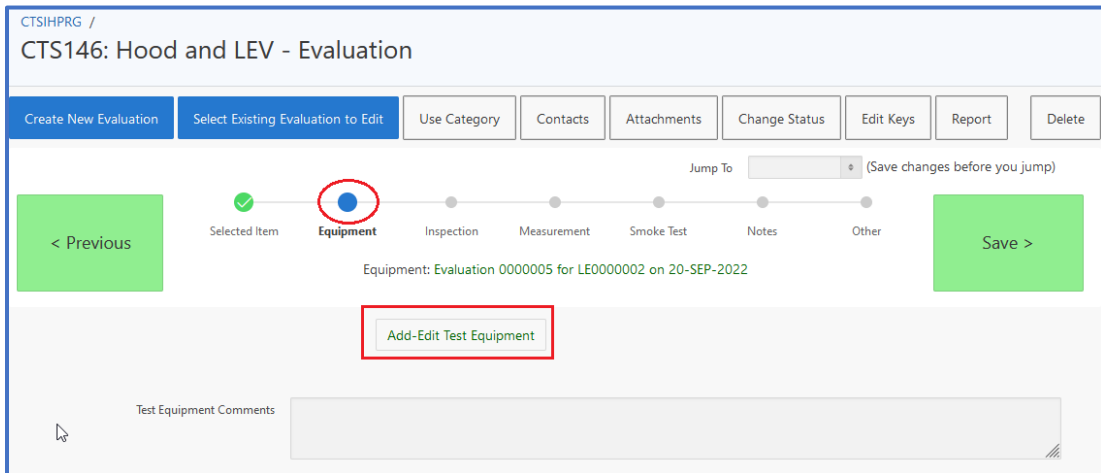 CTSIHPRG /
CTS146: Hood and LEV - Evaluation
Create New Evaluation Select Existing Evaluation to Edit Use Category Contacts Attachments Change Status Edit Keys Report Delete
Jump To (Save changes before you jump)
< Previous
Selected Item Equipment Inspection Measurement Smoke Test Notes Other
Save >
Equipment: Evaluation 0000005 for LE0000002 on 20-SEP-2022
Add-Edit Test Equipment
Test Equipment Comments